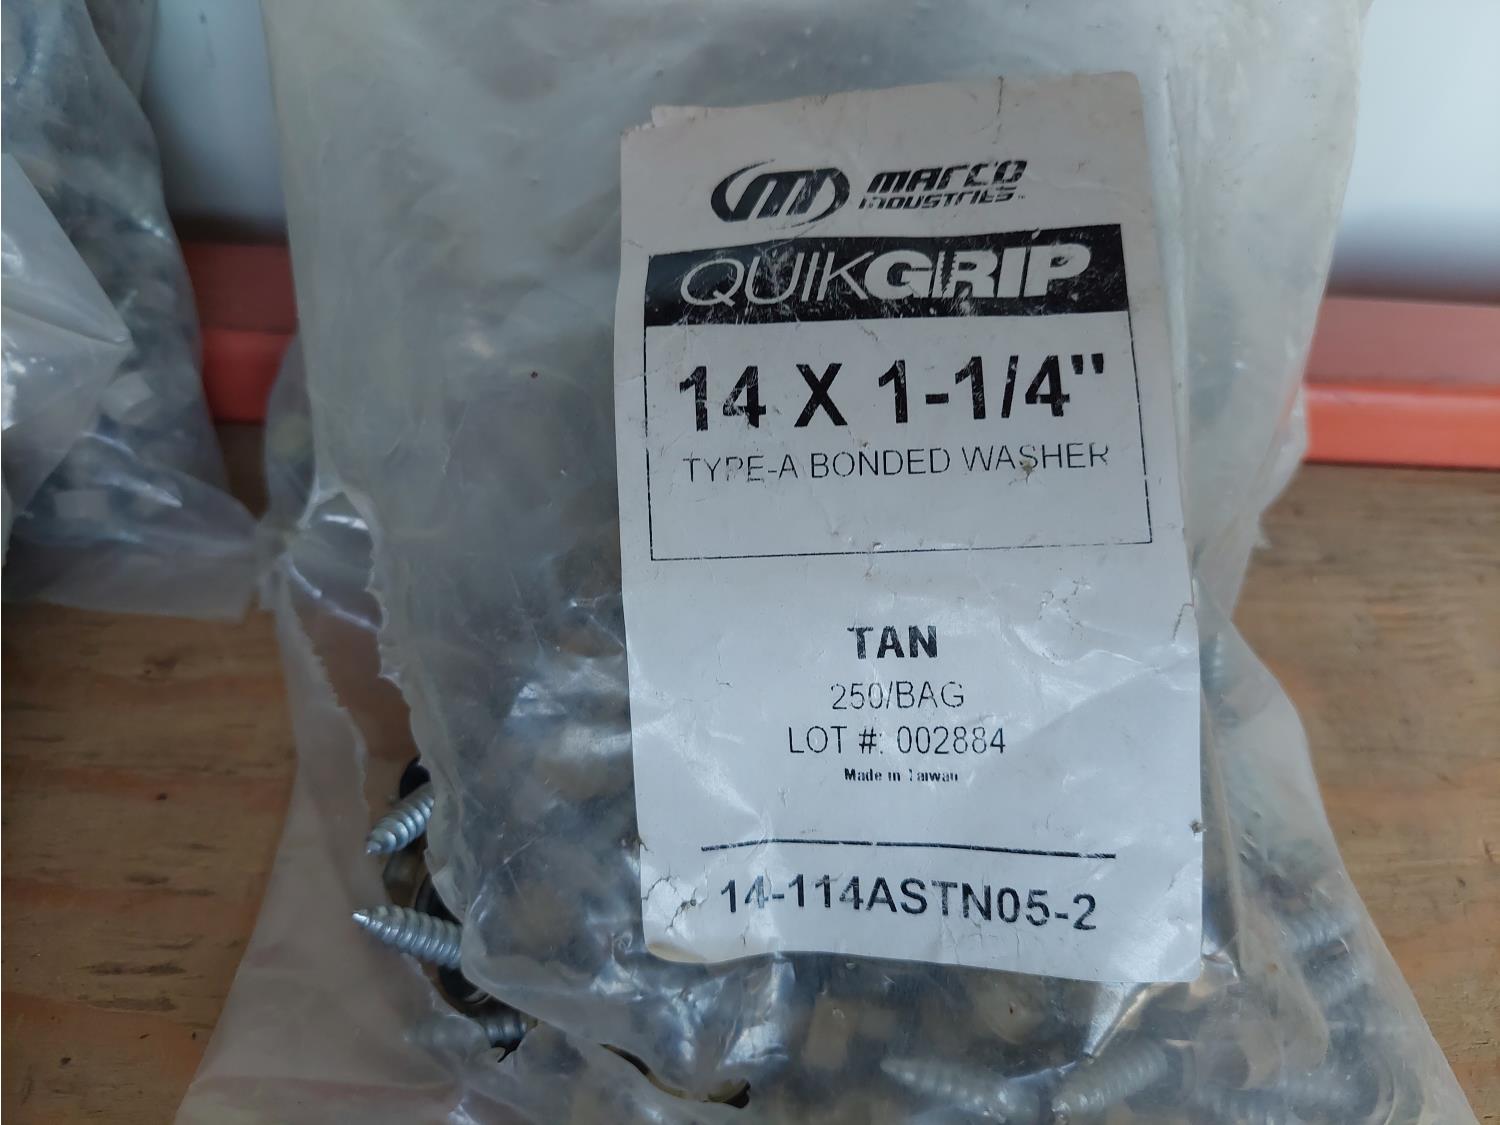 MARCO
INDUSTRIES™
QUIKGRIP
14 X 1-1/4"
TYPE-A BONDED WASHER
TAN
250/BAG
LOT #: 002884
Made in Taiwan
14-114ASTN05-2